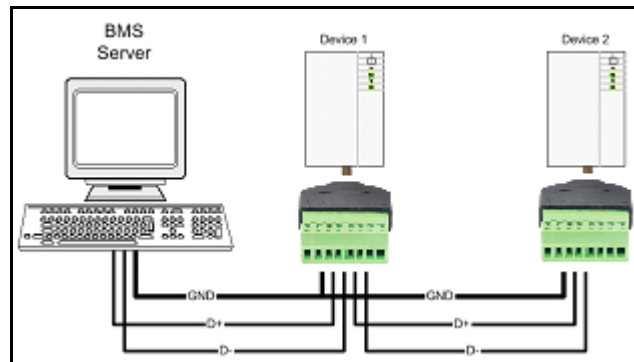 BMS
Server
Device 1
Device 2
GND
GND
D+
D+
D-
D-